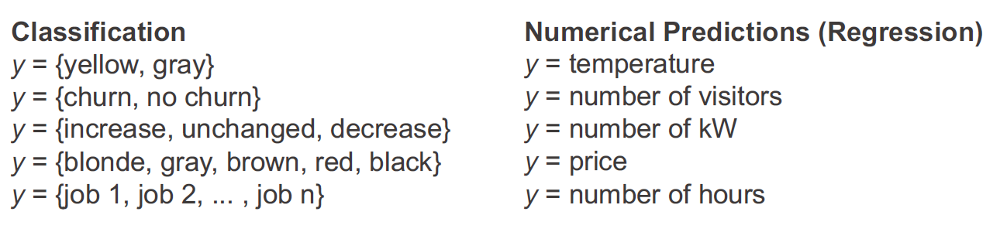 Classification
y = {yellow, gray}
y = {churn, no churn}
y = {increase, unchanged, decrease}
y = {blonde, gray, brown, red, black}
y = {job 1, job 2, ... , job n}
Numerical Predictions (Regression)
y = temperature
y = number of visitors
y = number of kW
y = price
y = number of hours